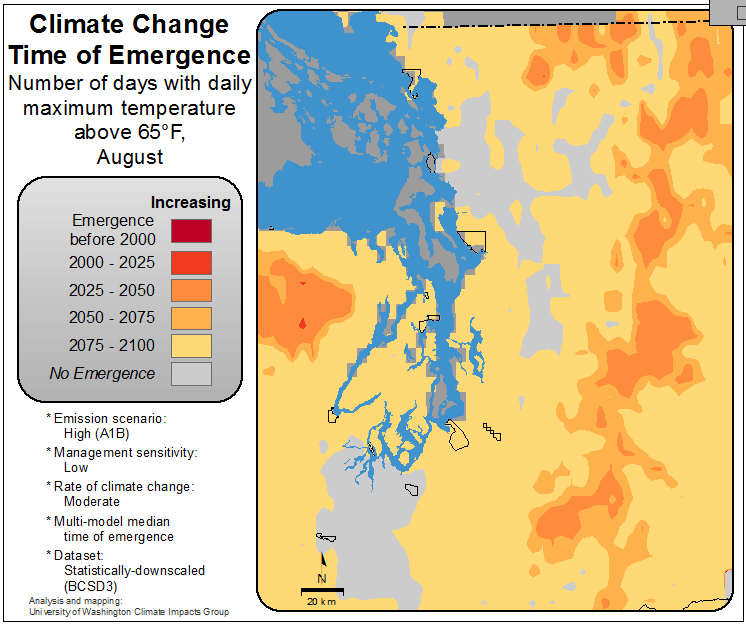 Climate Change
Time of Emergence
Number of days with daily
maximum temperature
above 65°F,
August
Increasing
Emergence
before 2000
2000 - 2025
2025 - 2050
2050 - 2075
2075 - 2100
No Emergence
* Emission scenario:
High (A1B)
* Management sensitivity:
Low
* Rate of climate change:
Moderate
* Multi-model median
time of emergence
* Dataset:
Statistically-downscaled
(BCSD3)
Analysis and mapping:
University of Washington Climate Impacts Group
N
20 km